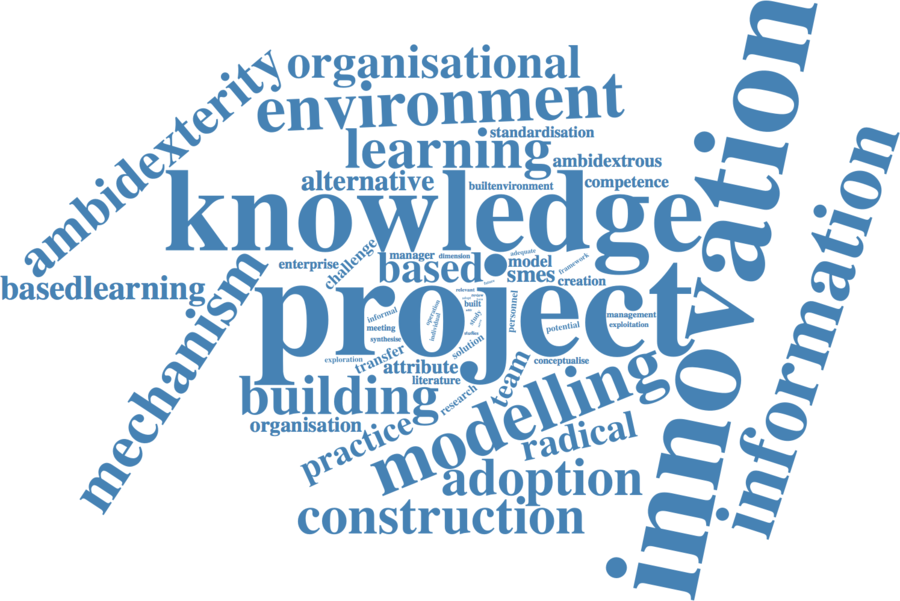 organisational
environment
ambidexterity
standardisation
learning
ambidextrous
alternative
builtenvironment
competence
knowledge
innovation
information
manager
dimension
adequate
challenge
enterprise
based
model
framework
smes
creation
basedlearning
mechanism
project
relevant
built
personnel
operation
individual
informal
study
management
meeting
potential
exploitation
synthesise
studies
solution
exploration
transfer
attribute
conceptualise
literature
team
building
research
modelling
organisation
practice
radical
adoption
construction